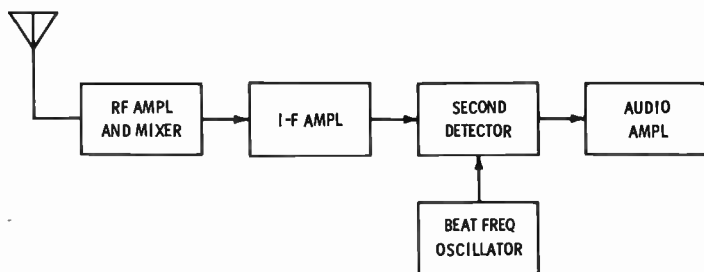 RF AMPL
AND MIXER
I-F AMPL
SECOND
DETECTOR
AUDIO
AMPL
BEAT FREQ
OSCILLATOR